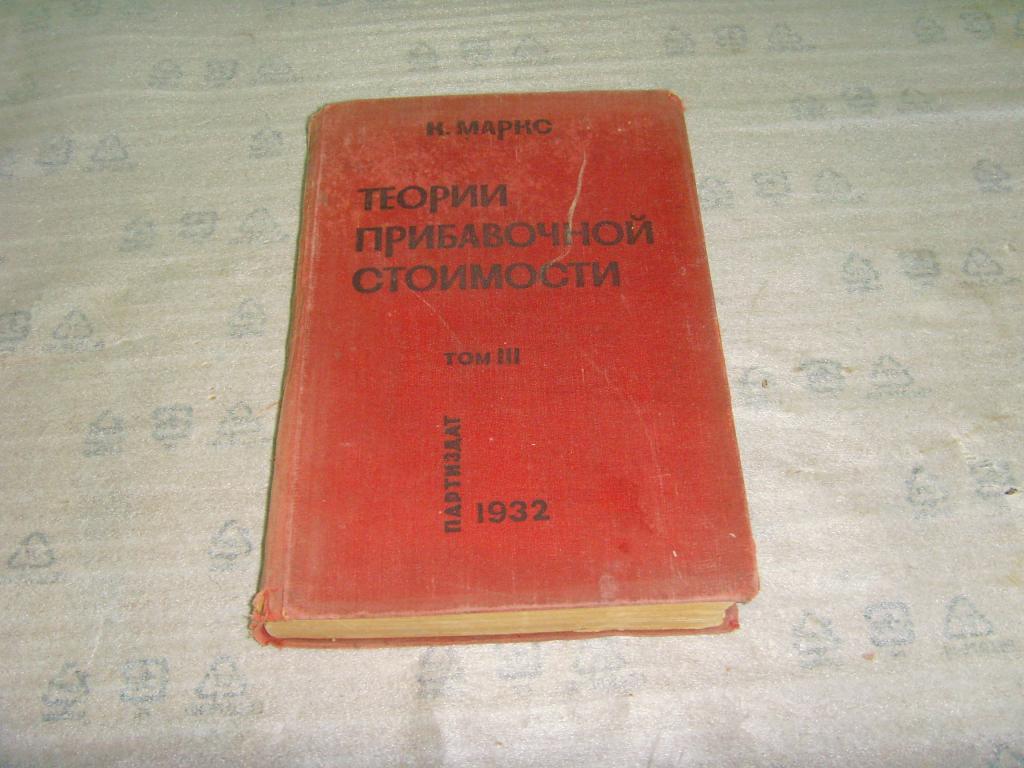 К. МАРКС
ТЕОРИИ
ПРИБАВОЧНОЙ
СТОИМОСТИ
ТОМ III
ПАРТИЗДАТ
1932